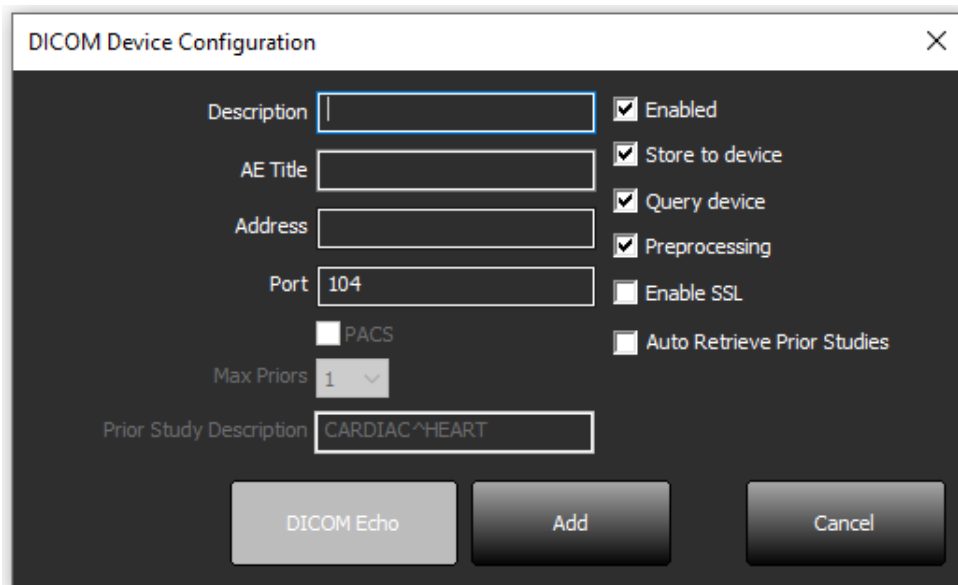 DICOM Device Configuration
Description
Enabled
AE Title
Store to device
Address
Query device
Preprocessing
Port 104
Enable SSL
PACS
Auto Retrieve Prior Studies
Max Priors 1
Prior Study Description CARDIAC^HEART
DICOM Echo
Add
Cancel